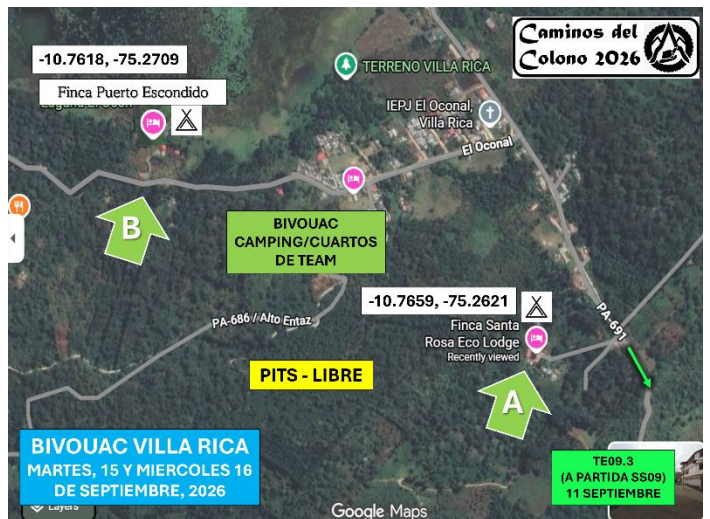 Caminos del
Colono 2026
-10.7618, -75.2709
Finca Puerto Escondido
TERRENO VILLA RICA
IEPJ El Oconal,
Villa Rica
El Oconal
B
BIVOUAC
CAMPING/CUARTOS
DE TEAM
-10.7659, -75.2621
PA-686 / Alto Entaz
Finca Santa
Rosa Eco Lodge
Recently viewed
PA-691
PITS - LIBRE
A
BIVOUAC VILLA RICA
MARTES, 15 Y MIERCOLES 16
DE SEPTIEMBRE, 2026
TE09.3
(A PARTIDA SS09)
11 SEPTIEMBRE
Layers
Google Maps